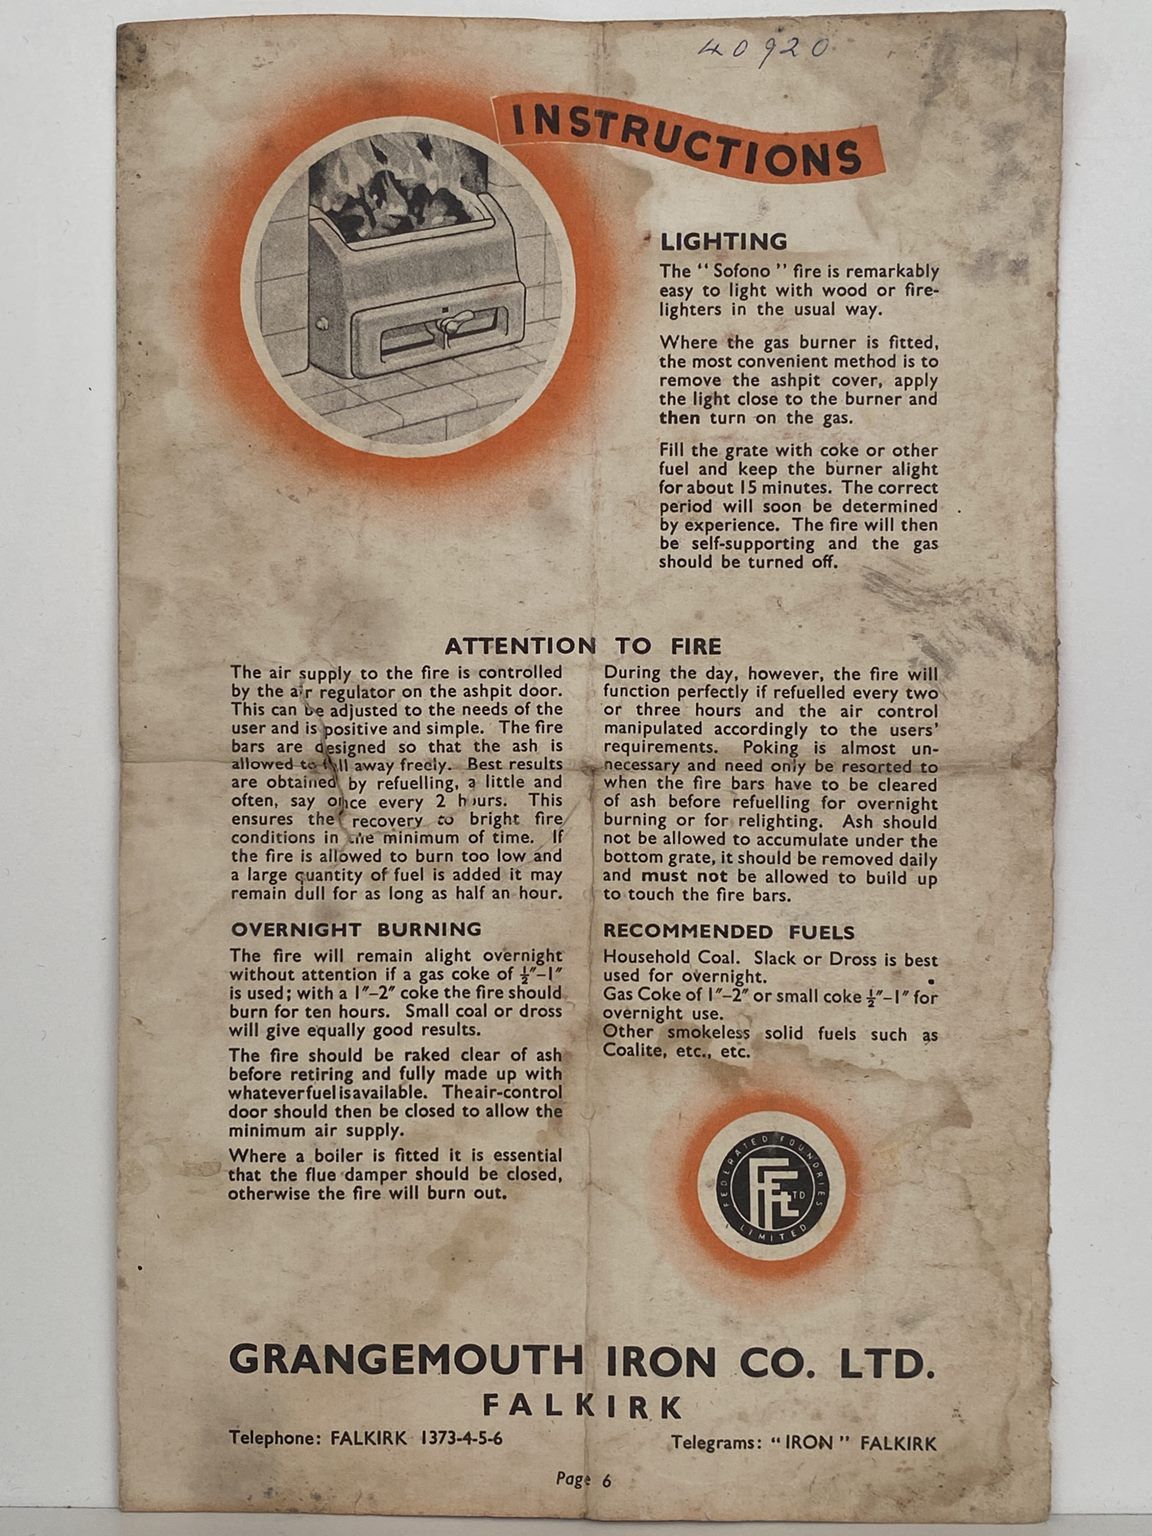 40920
INSTRUCTIONS
LIGHTING
The “Sofono” fire is remarkably
easy to light with wood or fire-
lighters in the usual way.
Where the gas burner is fitted,
the most convenient method is to
remove the ashpit cover, apply
the light close to the burner and
then turn on the gas.
Fill the grate with coke or other
fuel and keep the burner alight
for about 15 minutes. The correct
period will soon be determined
by experience. The fire will then
be self-supporting and the gas
should be turned off.
ATTENTION TO FIRE
The air supply to the fire is controlled
by the air regulator on the ashpit door.
This can be adjusted to the needs of the
user and is positive and simple. The fire
bars are designed so that the ash is
allowed to fall away freely. Best results
are obtained by refuelling, a little and
often, say once every 2 hours. This
ensures the recovery to bright fire
conditions in the minimum of time. If
the fire is allowed to burn too low and
a large quantity of fuel is added it may
remain dull for as long as half an hour.
OVERNIGHT BURNING
The fire will remain alight overnight
without attention if a gas coke of ½″–1″
is used; with a 1″–2″ coke the fire should
burn for ten hours. Small coal or dross
will give equally good results.
The fire should be raked clear of ash
before retiring and fully made up with
whatever fuel is available. The air-control
door should then be closed to allow the
minimum air supply.
Where a boiler is fitted it is essential
that the flue damper should be closed,
otherwise the fire will burn out.
During the day, however, the fire will
function perfectly if refuelled every two
or three hours and the air control
manipulated accordingly to the users’
requirements. Poking is almost un-
necessary and need only be resorted to
when the fire bars have to be cleared
of ash before refuelling for overnight
burning or for relighting. Ash should
not be allowed to accumulate under the
bottom grate, it should be removed daily
and must not be allowed to build up
to touch the fire bars.
RECOMMENDED FUELS
Household Coal. Slack or Dross is best
used for overnight.
Gas Coke of 1″–2″ or small coke ½″–1″ for
overnight use.
Other smokeless solid fuels such as
Coalite, etc., etc.
FEDERATED FOUNDRIES
FF LTD
LIMITED
GRANGEMOUTH IRON CO. LTD.
FALKIRK
Telephone: FALKIRK 1373-4-5-6
Telegrams: “IRON” FALKIRK
Page 6